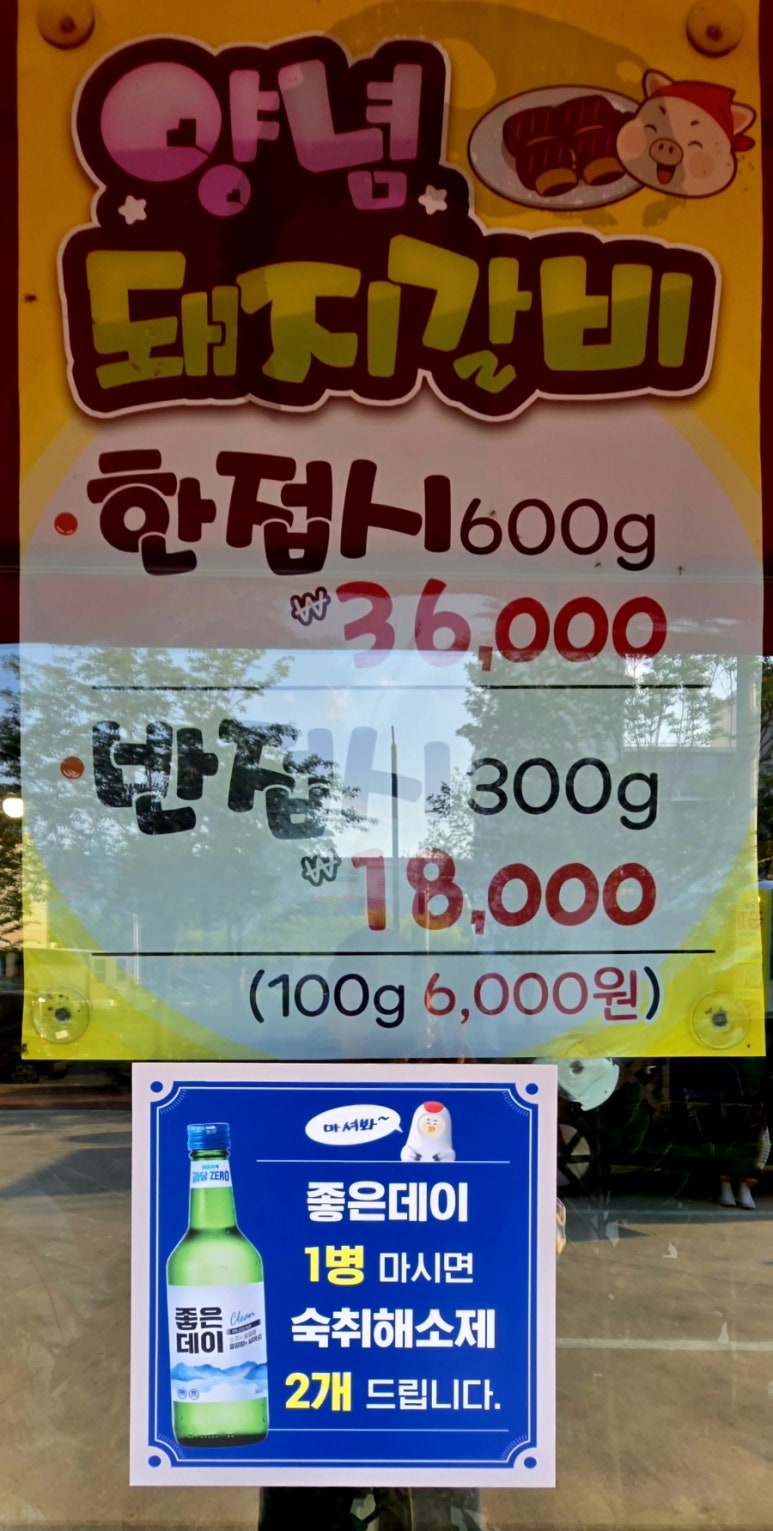 양념
돼지갈비
한접시 600g
₩36,000
반접시 300g
₩18,000
(100g 6,000원)
마셔봐~
좋은데이
1병 마시면
숙취해소제
2개 드립니다.
ZERO
좋은
데이
Clean